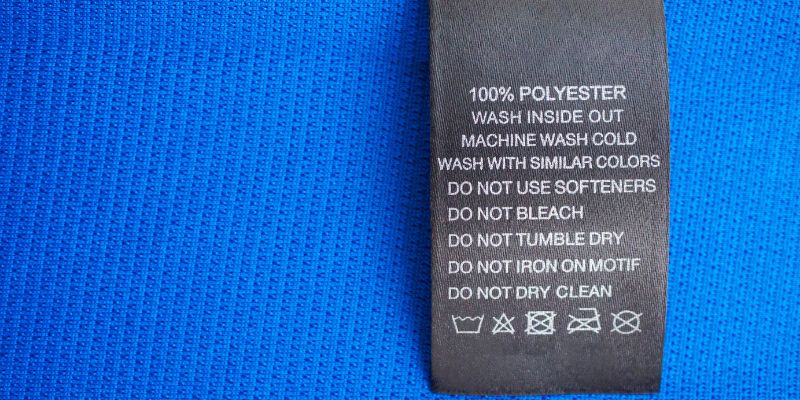 100% POLYESTER
WASH INSIDE OUT
MACHINE WASH COLD
WASH WITH SIMILAR COLORS
DO NOT USE SOFTENERS
DO NOT BLEACH
DO NOT TUMBLE DRY
DO NOT IRON ON MOTIF
DO NOT DRY CLEAN